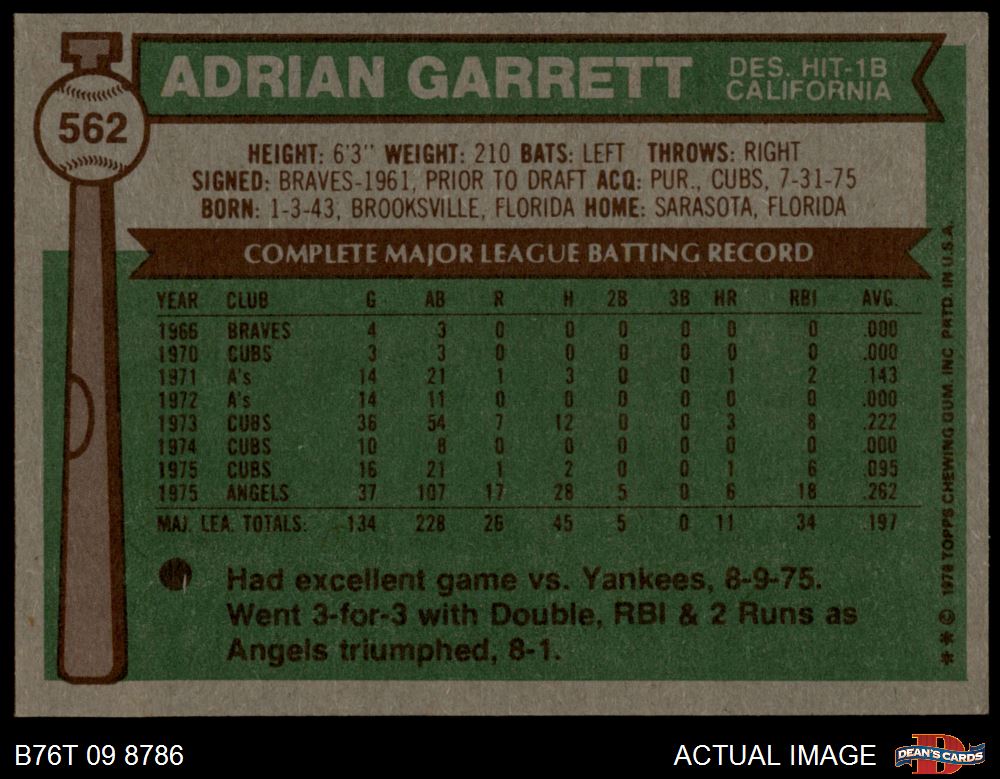 562
ADRIAN GARRETT
DES. HIT-1B
CALIFORNIA
HEIGHT: 6'3" WEIGHT: 210 BATS: LEFT THROWS: RIGHT
SIGNED: BRAVES-1961, PRIOR TO DRAFT ACQ: PUR., CUBS, 7-31-75
BORN: 1-3-43, BROOKSVILLE, FLORIDA HOME: SARASOTA, FLORIDA
COMPLETE MAJOR LEAGUE BATTING RECORD
YEAR CLUB G AB R H 2B 3B HR RBI AVG.
1966 BRAVES 4 3 0 0 0 0 0 0 .000
1970 CUBS 3 3 0 0 0 0 0 0 .000
1971 A's 14 21 1 3 0 0 1 2 .143
1972 A's 14 11 0 0 0 0 0 0 .000
1973 CUBS 36 54 7 12 0 0 3 8 .222
1974 CUBS 10 8 0 0 0 0 0 0 .000
1975 CUBS 16 21 1 2 0 0 1 6 .095
1975 ANGELS 37 107 17 28 5 0 6 18 .262
MAJ. LEA. TOTALS: 134 228 26 45 5 0 11 34 .197
Had excellent game vs. Yankees, 8-9-75.
Went 3-for-3 with Double, RBI & 2 Runs as
Angels triumphed, 8-1.
** © 1976 TOPPS CHEWING GUM, INC. PRTD. IN U.S.A.
B76T 09 8786
ACTUAL IMAGE
DEAN'S CARDS